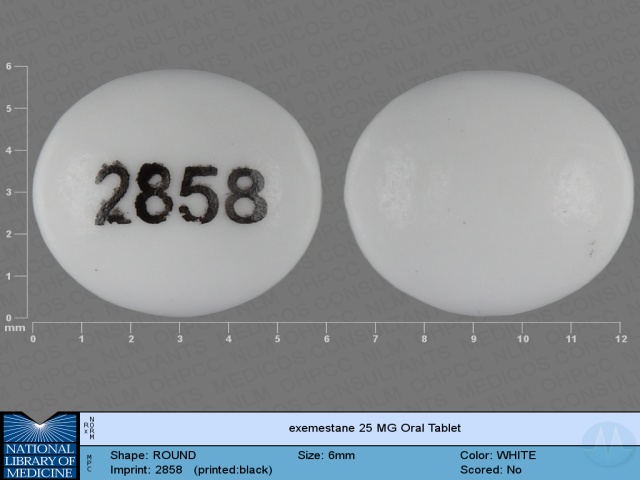 2858
6
5
4
3
2
1
0
mm
0 1 2 3 4 5 6 7 8 9 10 11 12
RxNORM
exemestane 25 MG Oral Tablet
NATIONAL
LIBRARY OF
MEDICINE
MPC
Shape: ROUND Size: 6mm Color: WHITE
Imprint: 2858 (printed:black) Scored: No